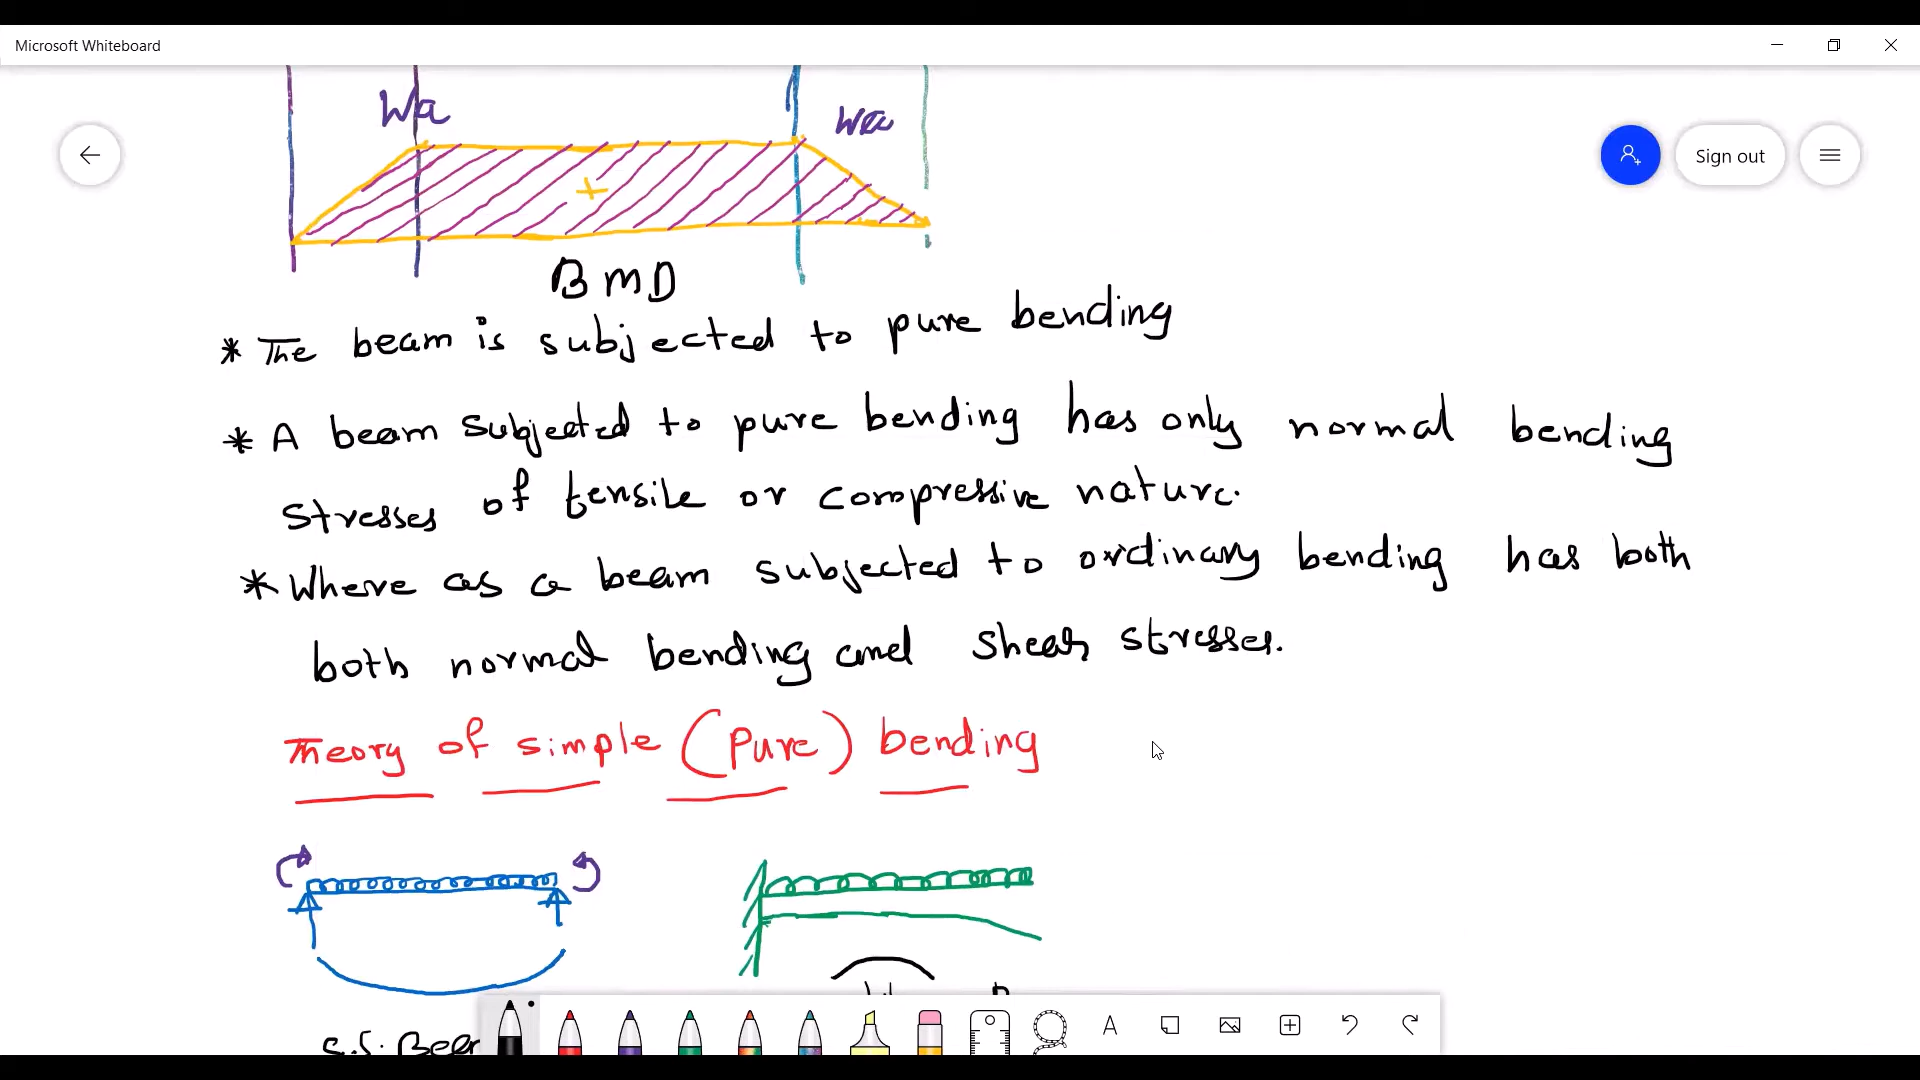 Microsoft Whiteboard
Wa
Wa
Sign out
+
BMD
* The beam is subjected to pure bending
* A beam subjected to pure bending has only normal bending
stresses of tensile or compressive nature.
* Where as a beam subjected to ordinary bending has both
both normal bending and shear stresses.
Theory of simple (Pure) bending
S.S. Bea
A